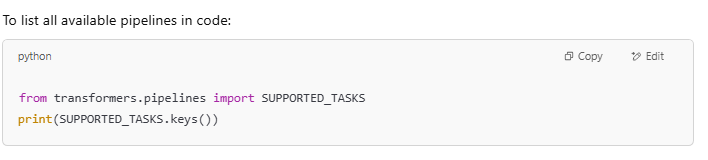 To list all available pipelines in code:
python
Copy
Edit
from transformers.pipelines import SUPPORTED_TASKS
print(SUPPORTED_TASKS.keys())